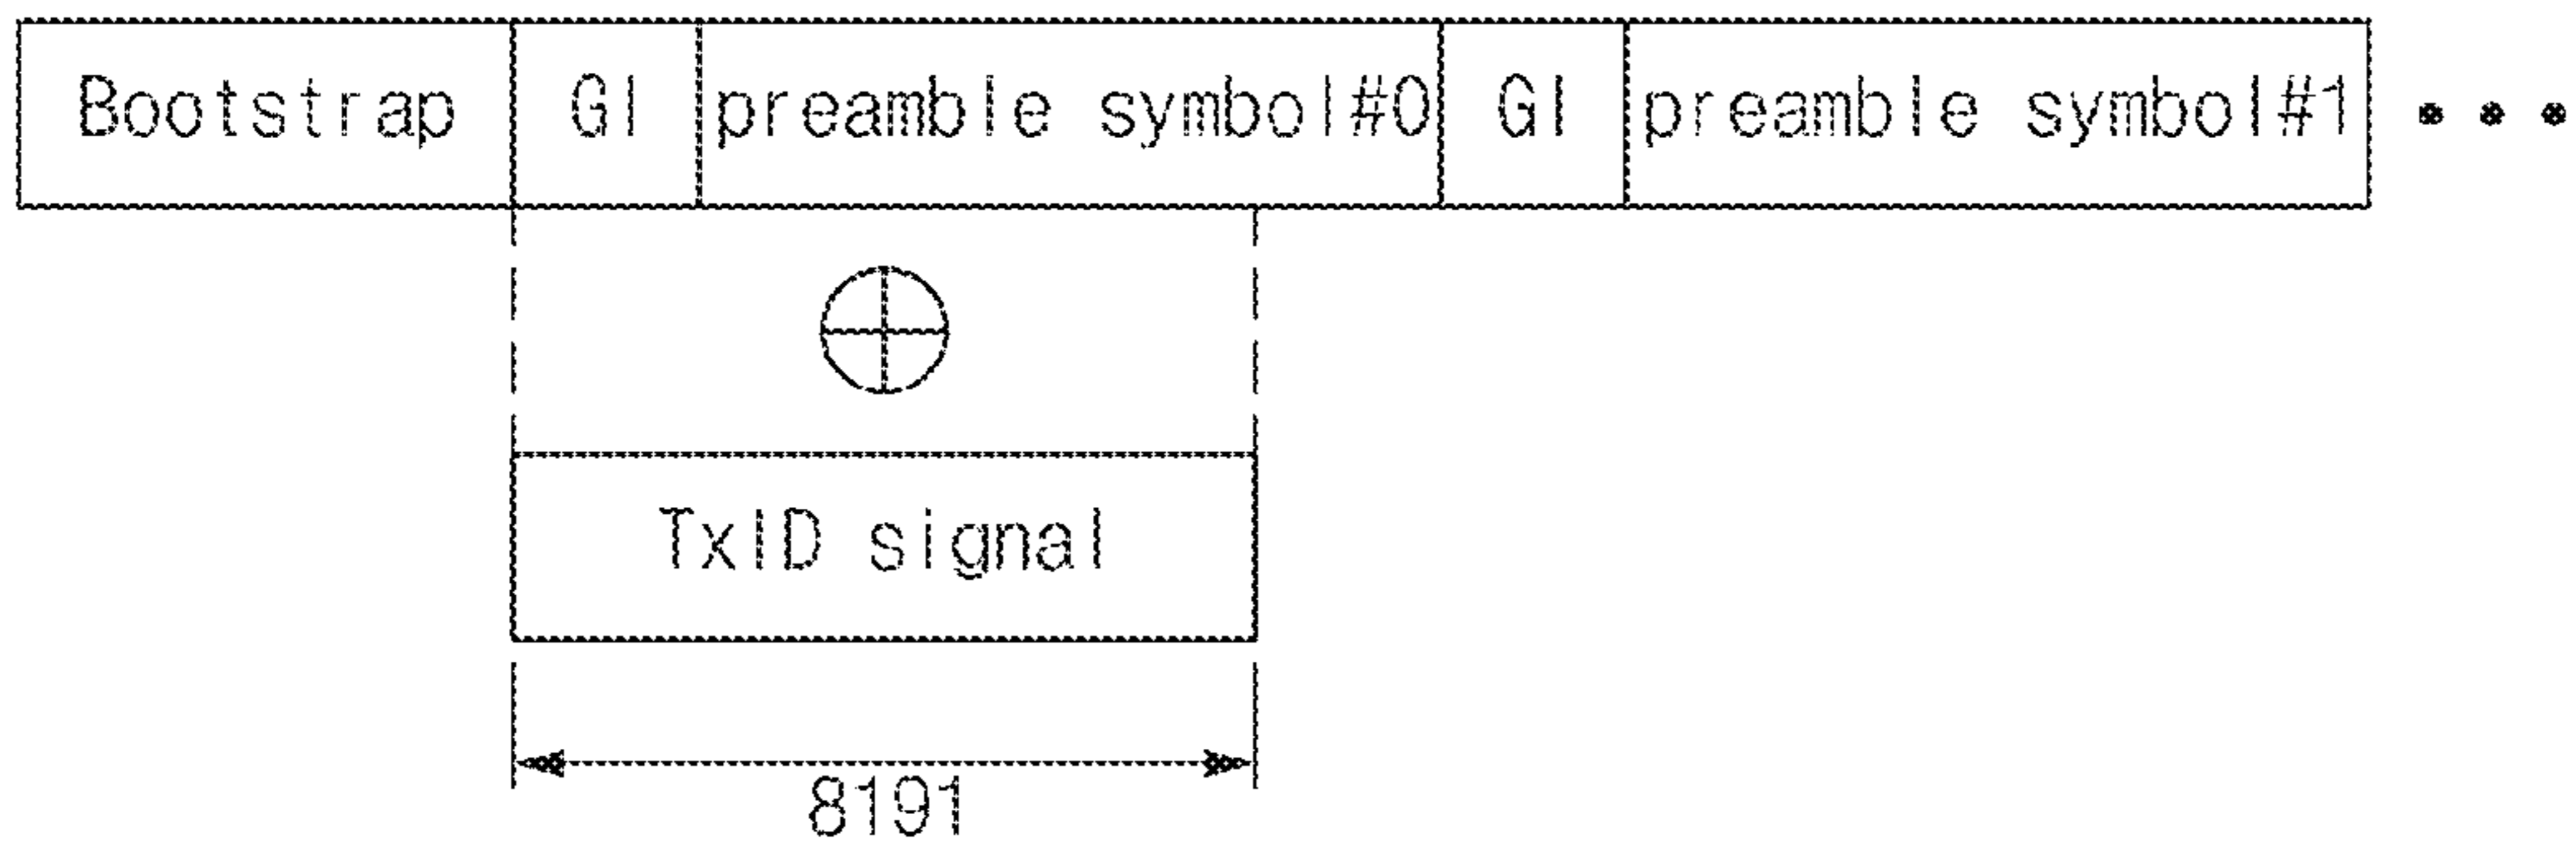 Bootstrap GI preamble symbol#0 GI preamble symbol#1 •••
TxID signal
8191